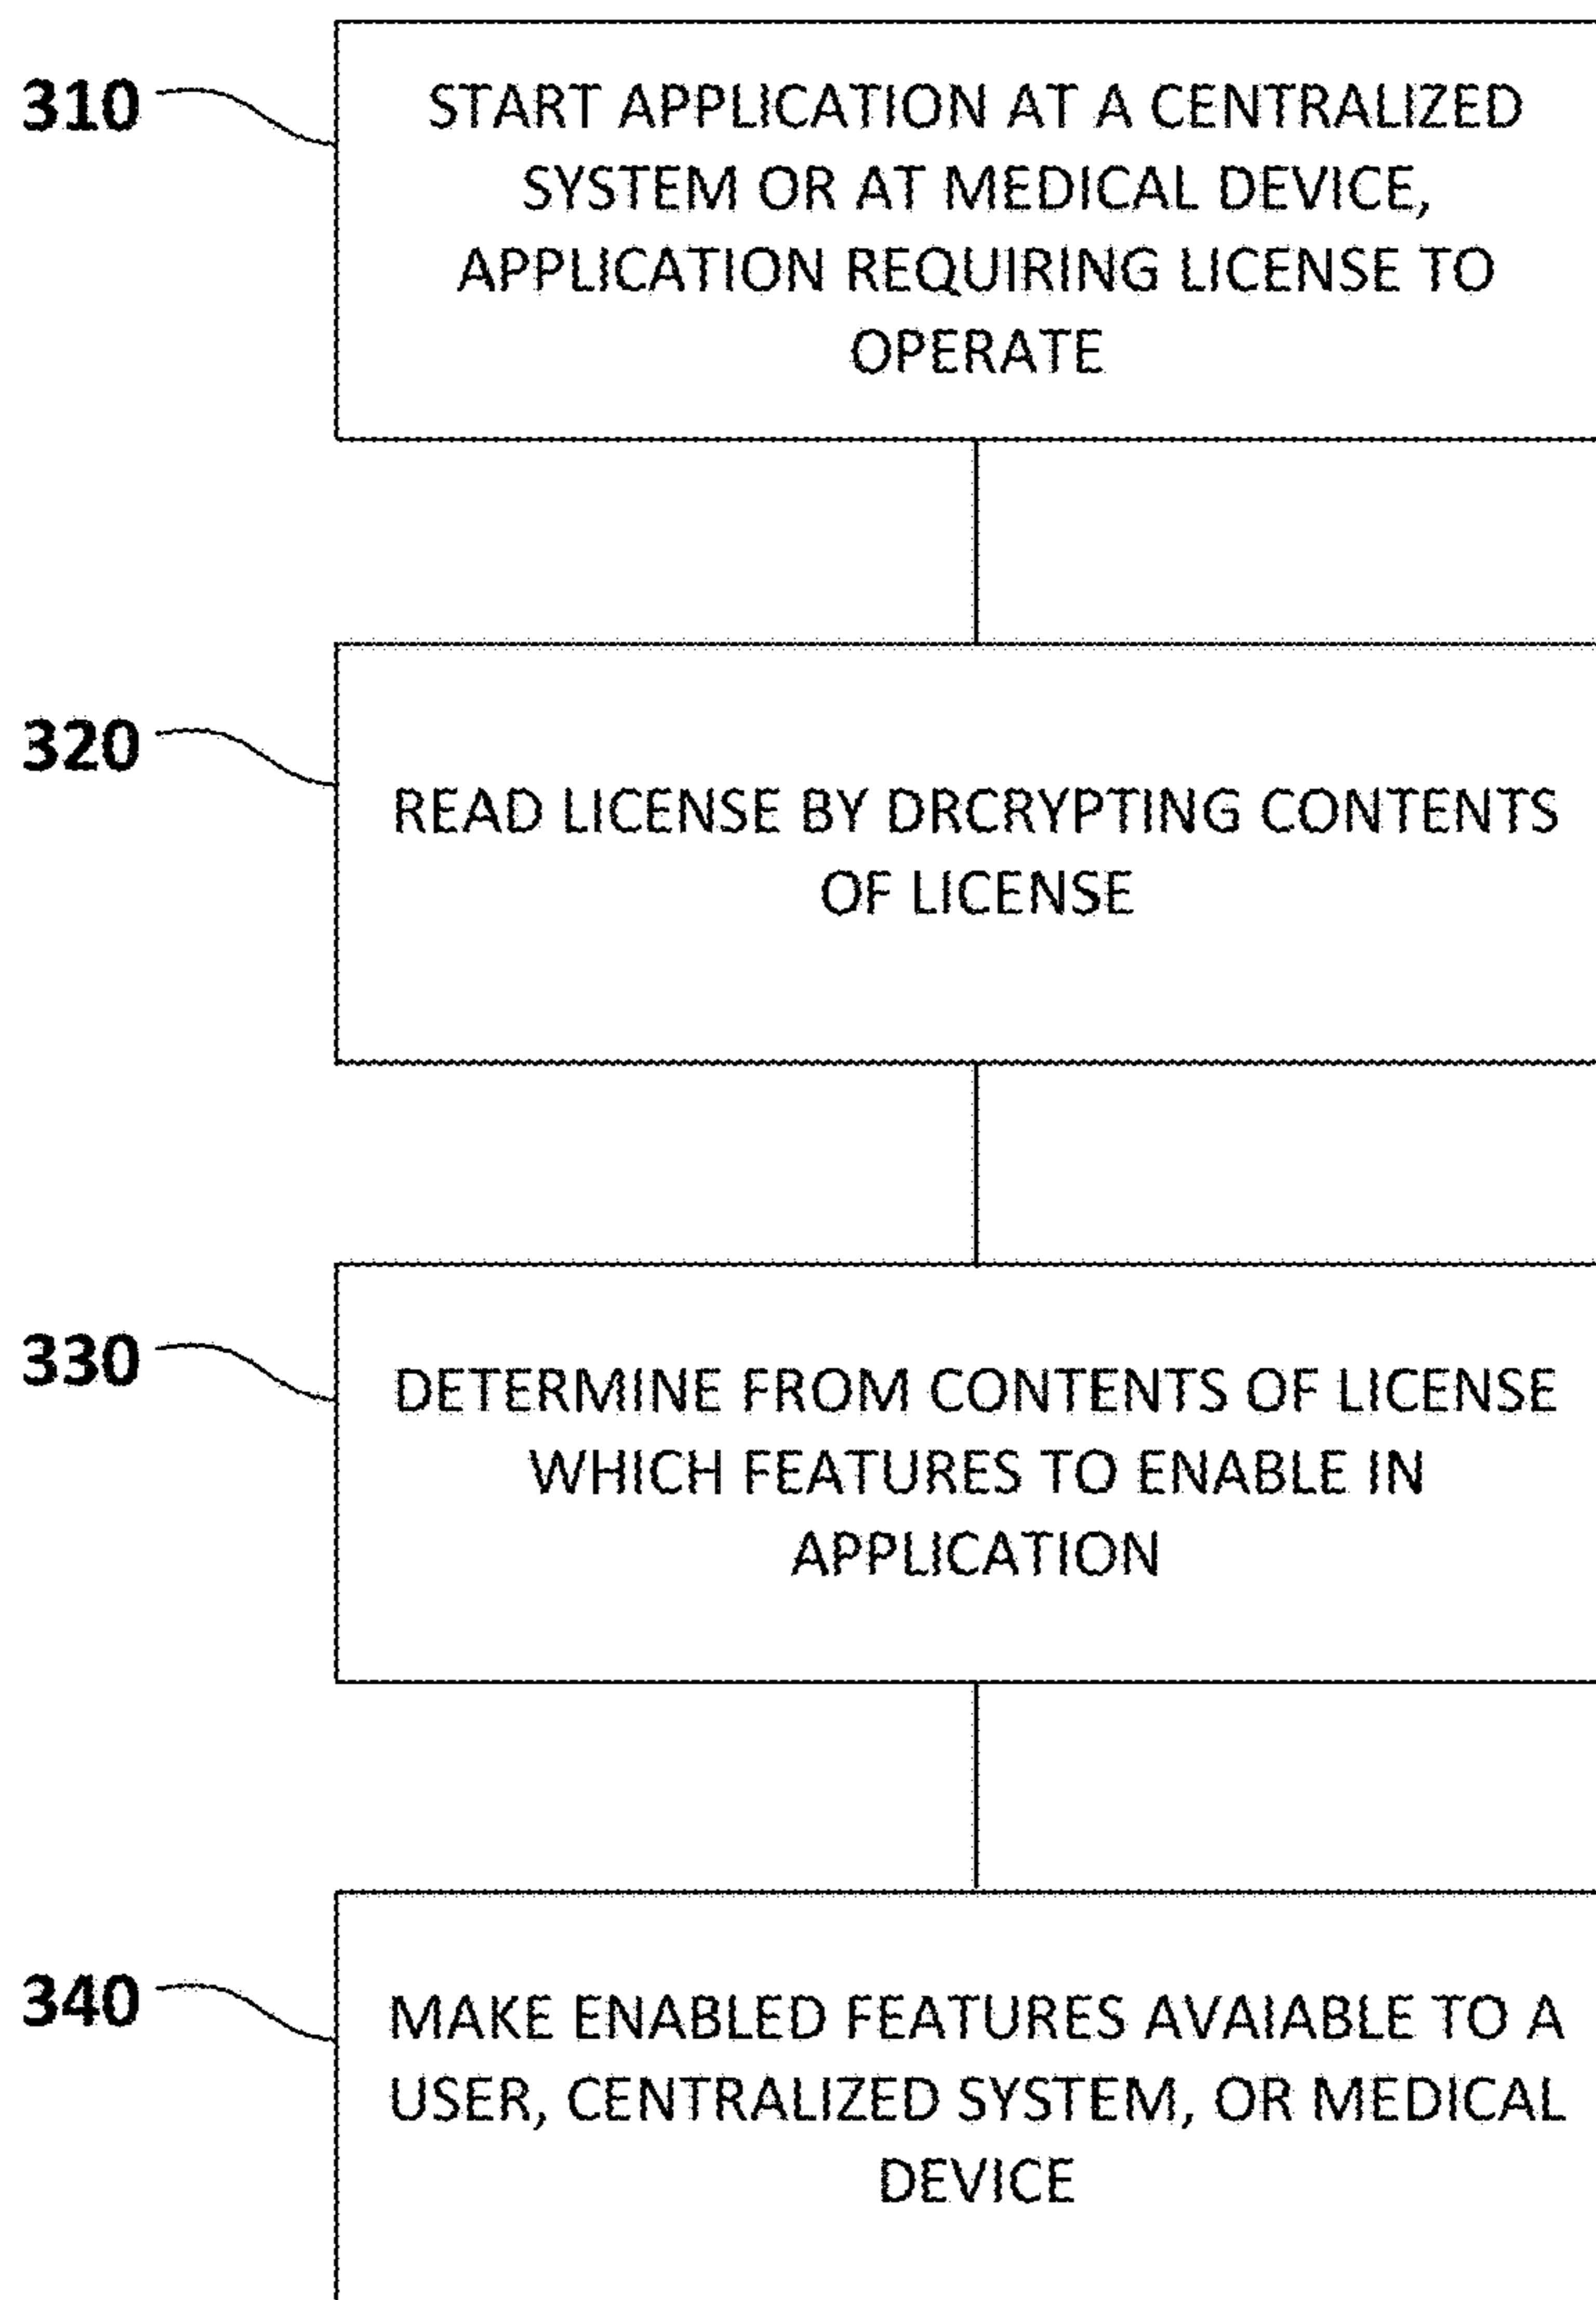 310
START APPLICATION AT A CENTRALIZED
SYSTEM OR AT MEDICAL DEVICE,
APPLICATION REQUIRING LICENSE TO
OPERATE
320
READ LICENSE BY DRCRYPTING CONTENTS
OF LICENSE
330
DETERMINE FROM CONTENTS OF LICENSE
WHICH FEATURES TO ENABLE IN
APPLICATION
340
MAKE ENABLED FEATURES AVAIABLE TO A
USER, CENTRALIZED SYSTEM, OR MEDICAL
DEVICE